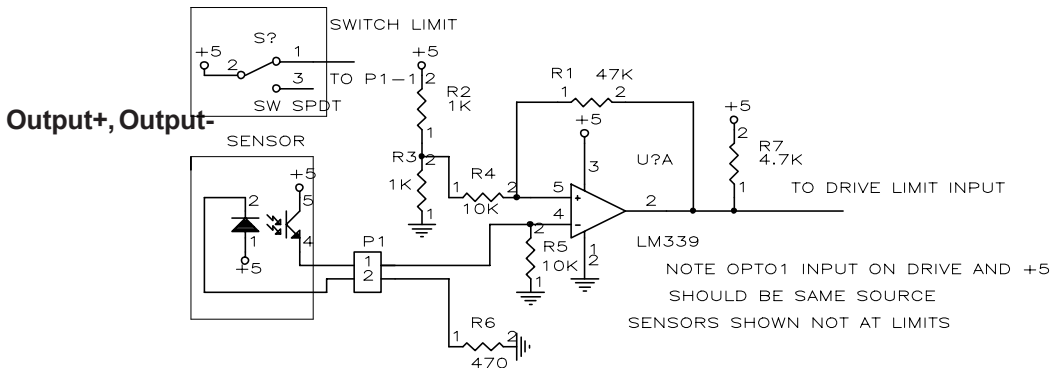 SWITCH LIMIT
+5
S?
2
1
3
TO P1-1
SW SPDT
Output+, Output-
SENSOR
+5
2
5
1
4
+5
P1
1
2
+5
2
R2
1K
1
R3
2
1K
1
R4
1
2
10K
R1
47K
1
2
+5
3
U?A
5
+
4
-
2
1
2
LM339
2
R5
10K
1
R6
1
2
470
+5
2
R7
4.7K
1
TO DRIVE LIMIT INPUT
NOTE OPTO1 INPUT ON DRIVE AND +5
SHOULD BE SAME SOURCE
SENSORS SHOWN NOT AT LIMITS